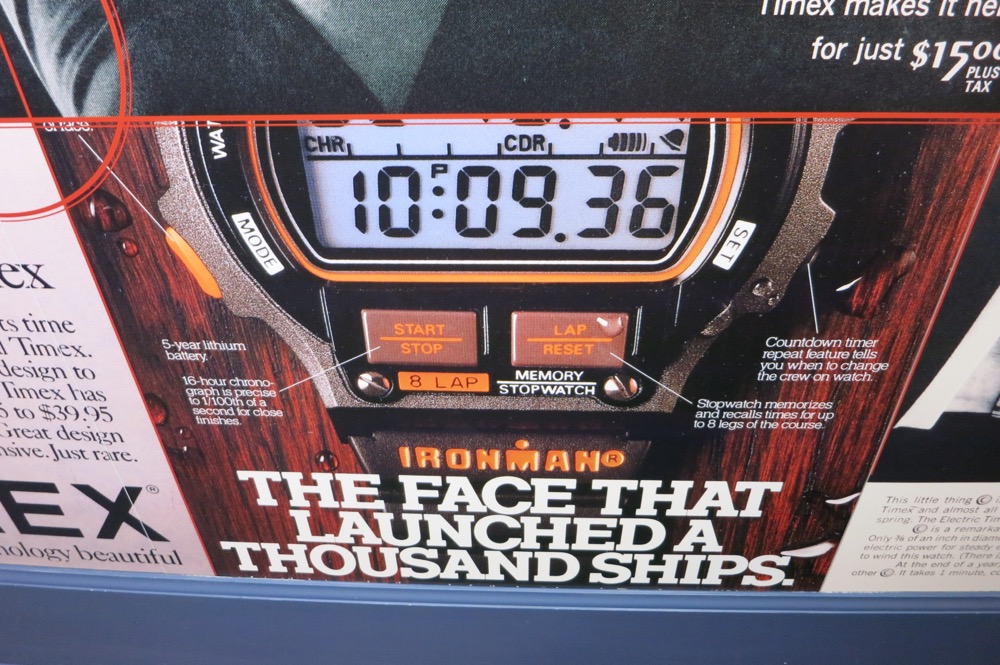 Timex makes it
for just $15.00
PLUS
TAX
WAT
CHR
CDR
P
10:09.36
MODE
SET
START
STOP
LAP
RESET
8 LAP
MEMORY
STOPWATCH
5-year lithium
battery.
16-hour chrono-
graph is precise
to 1/100th of a
second for close
finishes.
Countdown timer
repeat feature tells
you when to change
the crew on watch.
Stopwatch memorizes
and recalls times for up
to 8 legs of the course.
IRONMAN®
THE FACE THAT
LAUNCHED A
THOUSAND SHIPS.
ex
ts time
Timex.
design to
Timex has
to $39.95
Great design
nsive. Just rare.
EX®
nology beautiful
This little thing ©
Timex and almost all
spring. The Electric
© is a
Only ⅜ of an inch in
electric power for steady
to wind this watch. (There
At the end of a year
other ©. It takes 1 minute,